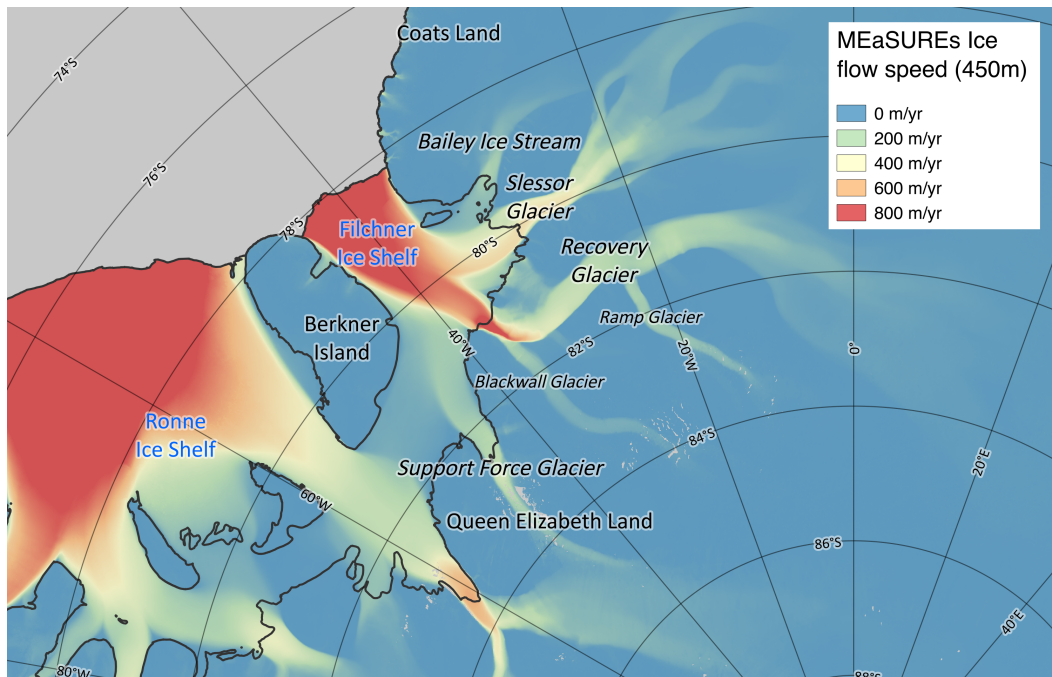 Coats Land
MEaSUREs Ice
flow speed (450m)
0 m/yr
200 m/yr
400 m/yr
600 m/yr
800 m/yr
74°S
76°S
78°S
Bailey Ice Stream
Slessor
Glacier
Filchner
Ice Shelf
80°S
Recovery
Glacier
Ramp Glacier
Berkner
Island
40°W
82°S
20°W
0°
Blackwall Glacier
Ronne
Ice Shelf
84°S
20°E
Support Force Glacier
60°W
Queen Elizabeth Land
86°S
40°E
80°W
88°S